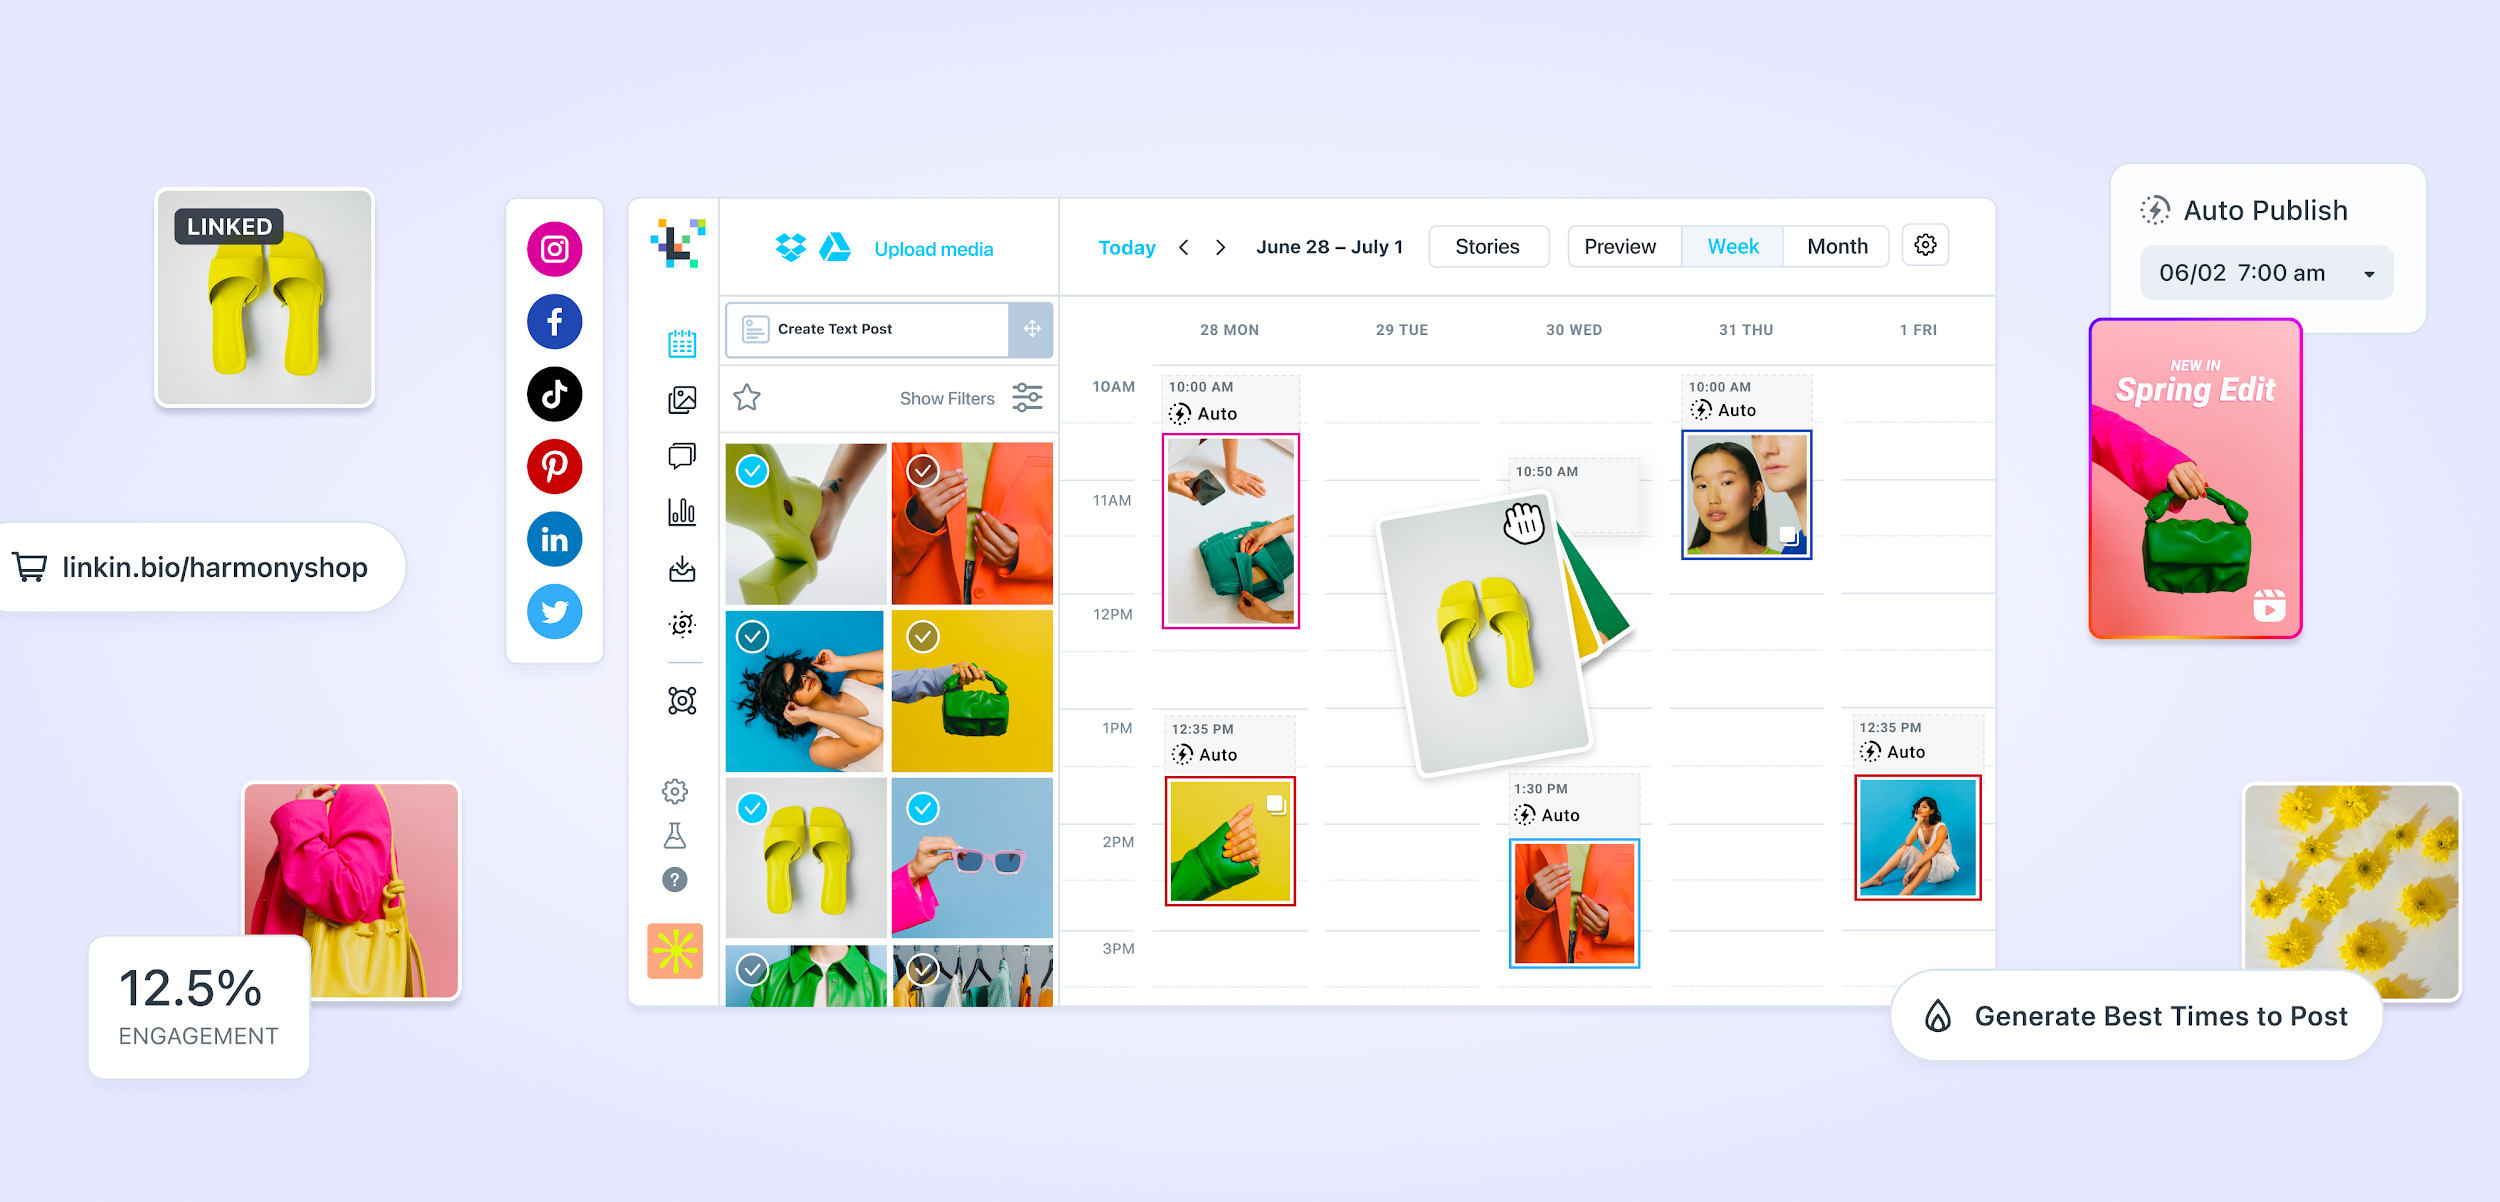 LINKED
linkin.bio/harmonyshop
12.5%
ENGAGEMENT
Upload media
Create Text Post
Show Filters
Today
June 28 – July 1
Stories
Preview
Week
Month
28 MON
29 TUE
30 WED
31 THU
1 FRI
10AM
11AM
12PM
1PM
2PM
3PM
10:00 AM
Auto
12:35 PM
Auto
10:50 AM
1:30 PM
Auto
10:00 AM
Auto
12:35 PM
Auto
Auto Publish
06/02 7:00 am
NEW IN
Spring Edit
Generate Best Times to Post